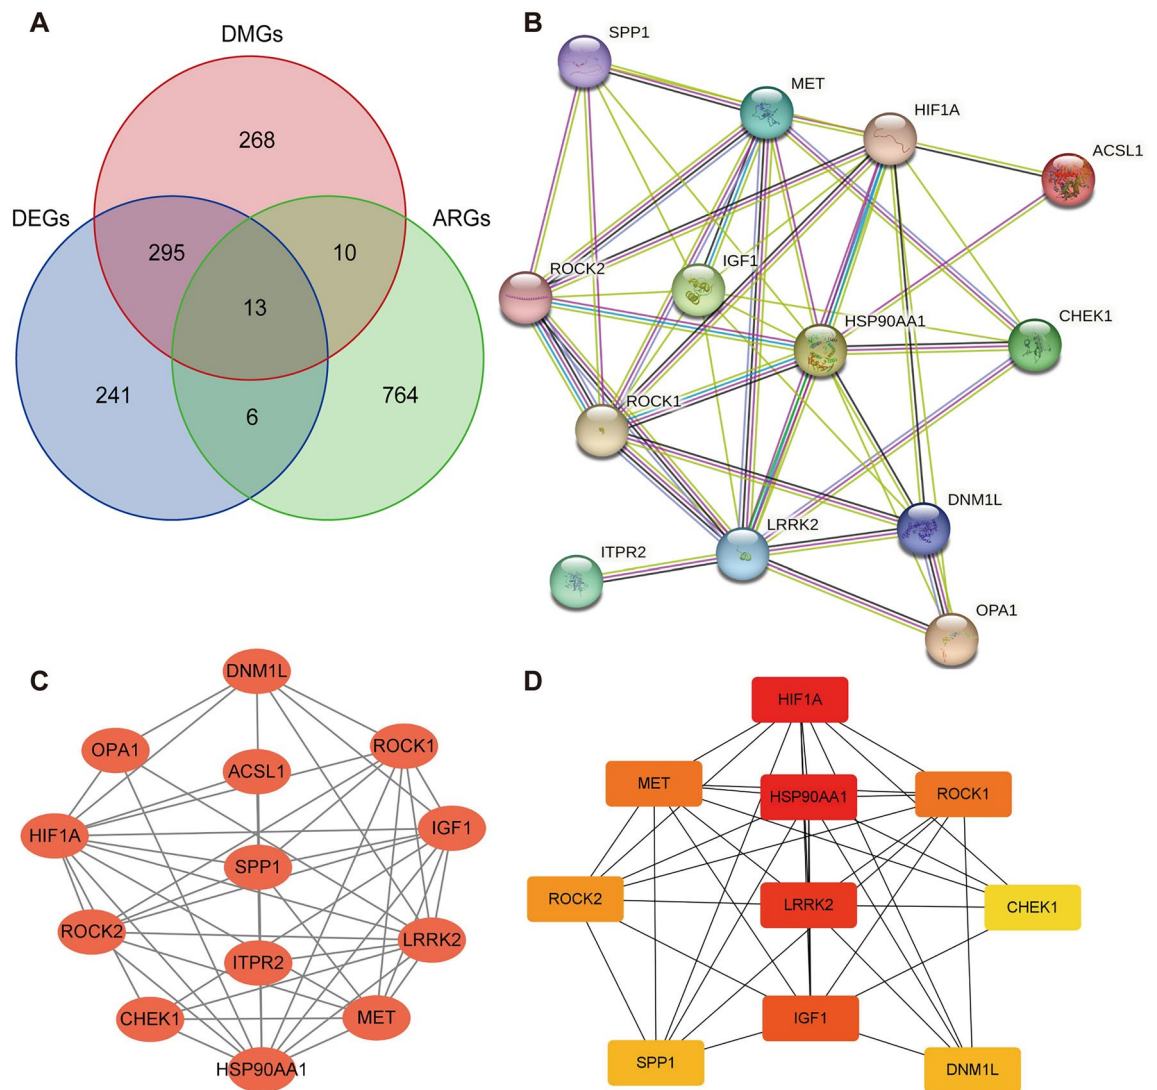 A
DMGs
268
DEGs
ARGs
295
10
13
241
6
764
B
SPP1
MET
HIF1A
ACSL1
IGF1
ROCK2
HSP90AA1
CHEK1
ROCK1
DNM1L
LRRK2
ITPR2
OPA1
C
DNM1L
OPA1
ROCK1
ACSL1
HIF1A
IGF1
SPP1
ROCK2
LRRK2
ITPR2
CHEK1
MET
HSP90AA1
D
HIF1A
MET
HSP90AA1
ROCK1
ROCK2
LRRK2
CHEK1
IGF1
SPP1
DNM1L